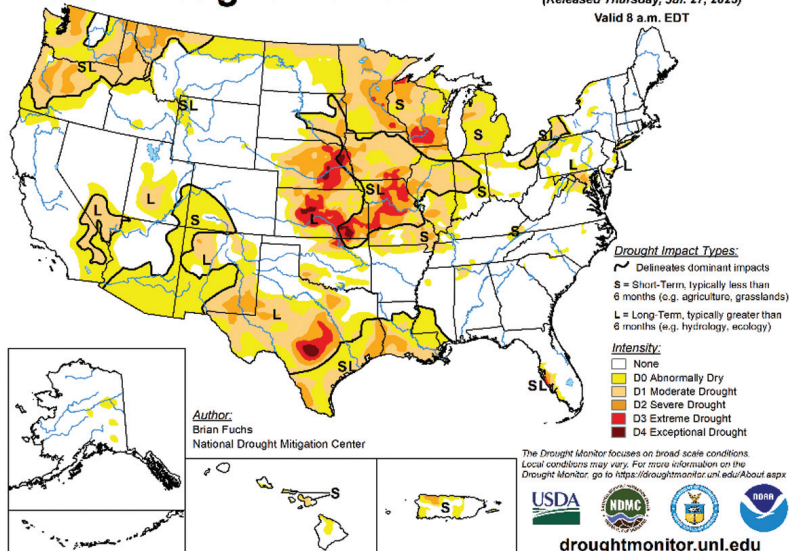 (Released Thursday, Jul. 27, 2023)
Valid 8 a.m. EDT
SL
SL
S
S
SL
L
L
S
SL
L
L
L
S
L
S
S
L
L
SL
SL
Drought Impact Types:
Delineates dominant impacts
S = Short-Term, typically less than
6 months (e.g. agriculture, grasslands)
L = Long-Term, typically greater than
6 months (e.g. hydrology, ecology)
Intensity:
None
D0 Abnormally Dry
D1 Moderate Drought
D2 Severe Drought
D3 Extreme Drought
D4 Exceptional Drought
Author:
Brian Fuchs
National Drought Mitigation Center
S
S
The Drought Monitor focuses on broad scale conditions.
Local conditions may vary. For more information on the
Drought Monitor, go to https://droughtmonitor.unl.edu/About.aspx
USDA
NDMC
NOAA
droughtmonitor.unl.edu